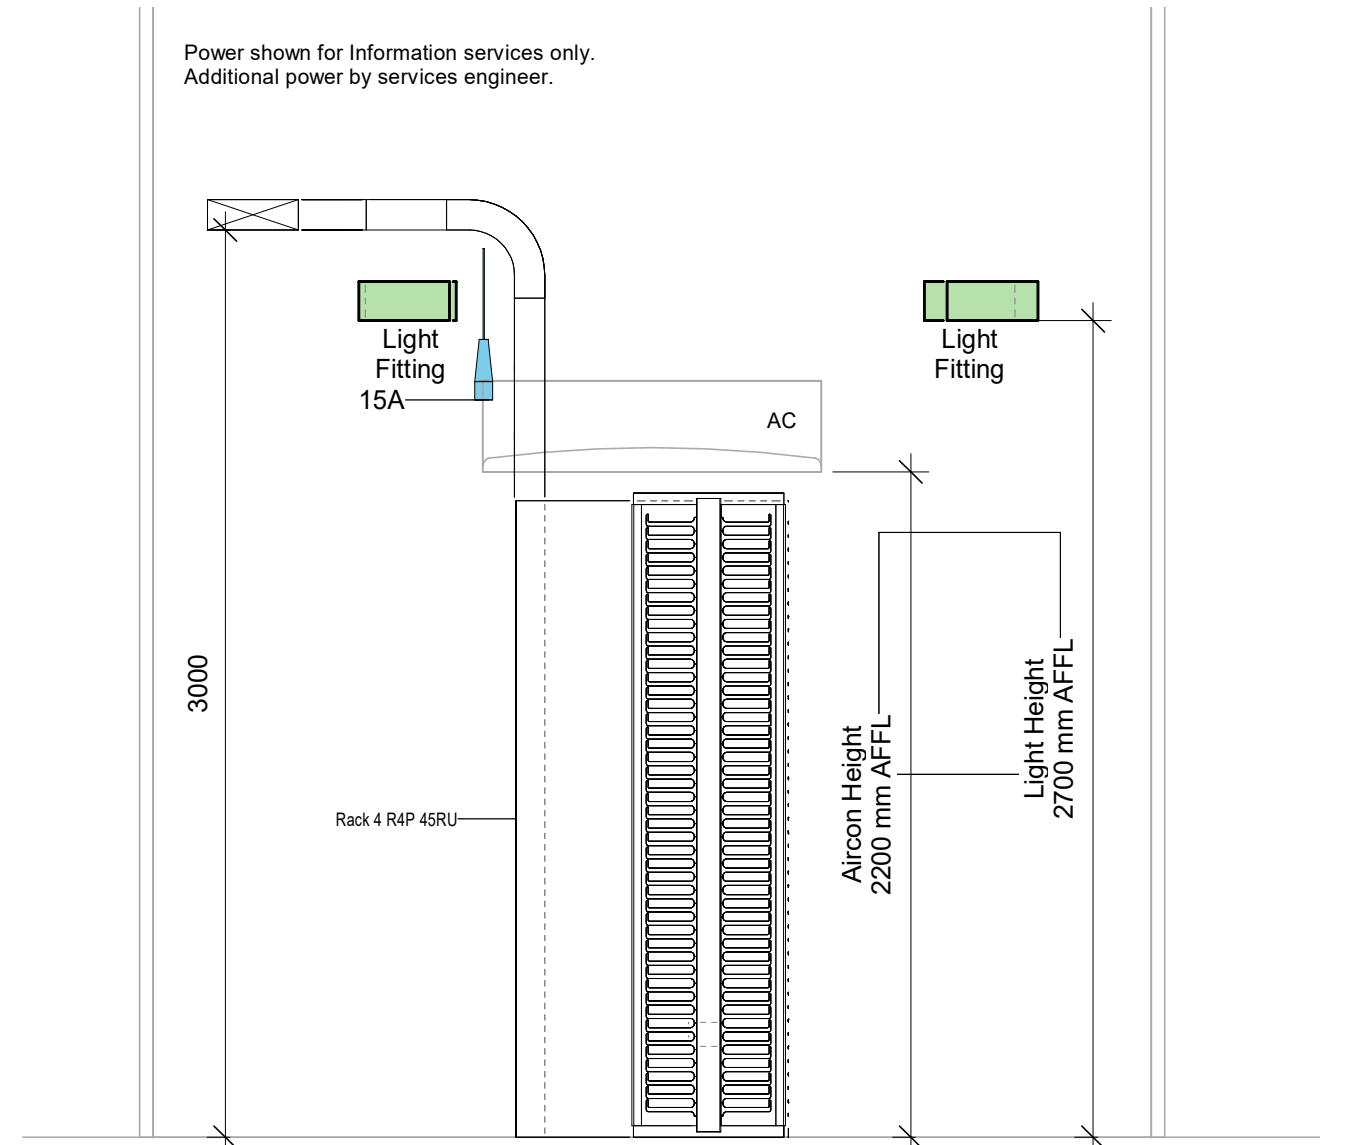 Power shown for Information services only.
Additional power by services engineer.
Light
Fitting
15A
AC
Light
Fitting
3000
Rack 4 R4P 45RU
Aircon Height
2200 mm AFFL
Light Height
2700 mm AFFL